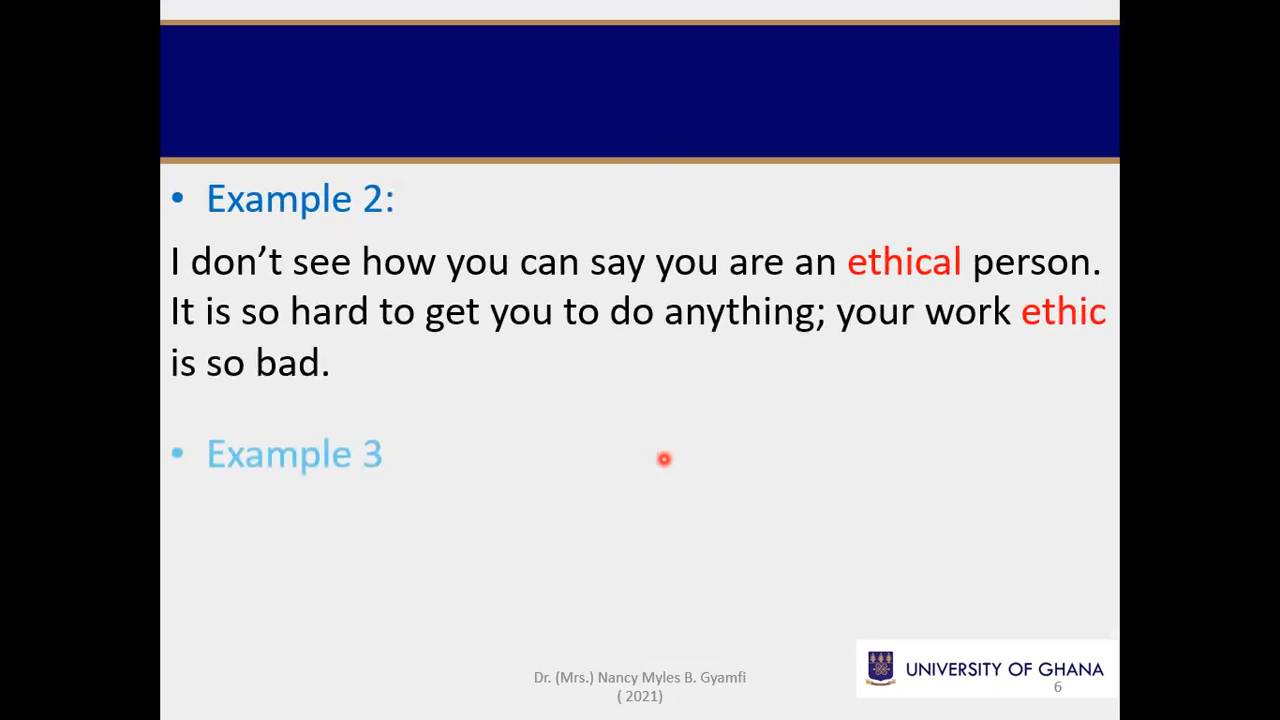 • Example 2:
I don’t see how you can say you are an ethical person.
It is so hard to get you to do anything; your work ethic
is so bad.
• Example 3
Dr. (Mrs.) Nancy Myles B. Gyamfi
( 2021)
UNIVERSITY OF GHANA
6